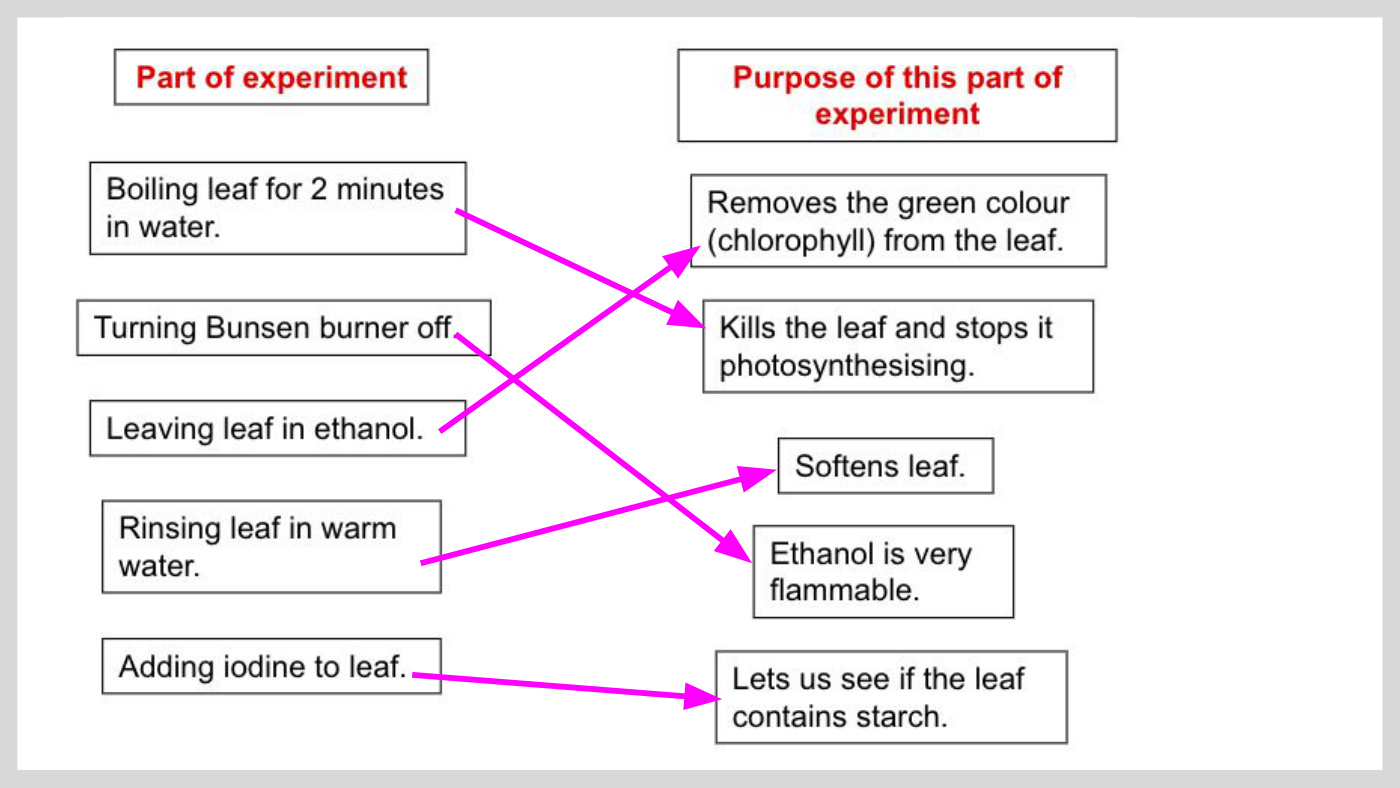 Part of experiment
Purpose of this part of
experiment
Boiling leaf for 2 minutes
in water.
Turning Bunsen burner off.
Leaving leaf in ethanol.
Rinsing leaf in warm
water.
Adding iodine to leaf.
Removes the green colour
(chlorophyll) from the leaf.
Kills the leaf and stops it
photosynthesising.
Softens leaf.
Ethanol is very
flammable.
Lets us see if the leaf
contains starch.